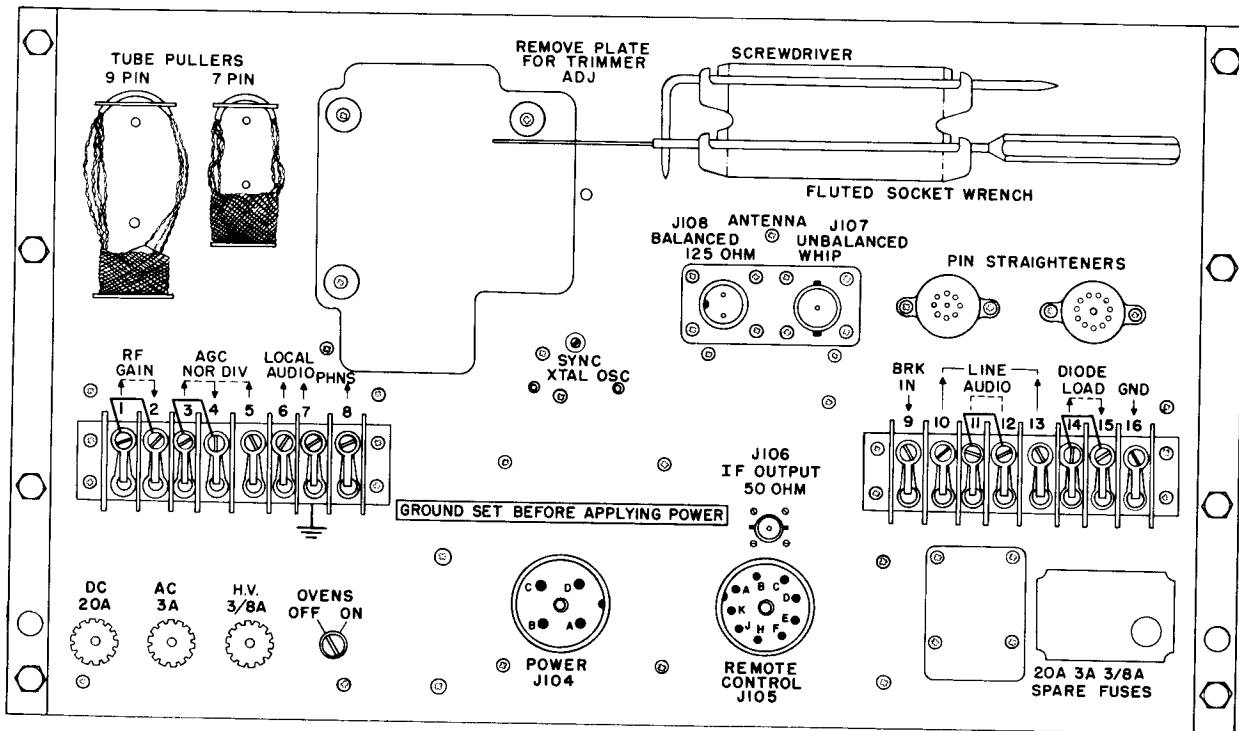 TUBE PULLERS
9 PIN 7 PIN
REMOVE PLATE
FOR TRIMMER
ADJ
SCREWDRIVER
FLUTED SOCKET WRENCH
J108 ANTENNA J107
BALANCED UNBALANCED
125 OHM WHIP
PIN STRAIGHTENERS
SYNC
XTAL OSC
RF
GAIN
AGC
NOR DIV
LOCAL
AUDIO
PHNS
1 2 3 4 5 6 7 8
BRK
IN
LINE
AUDIO
DIODE
LOAD
GND
9 10 11 12 13 14 15 16
J106
IF OUTPUT
50 OHM
GROUND SET BEFORE APPLYING POWER
DC
20A
AC
3A
H.V.
3/8A
OVENS
OFF ON
C D
B A
POWER
J104
A B C D E F H J K
REMOTE
CONTROL
J105
20A 3A 3/8A
SPARE FUSES